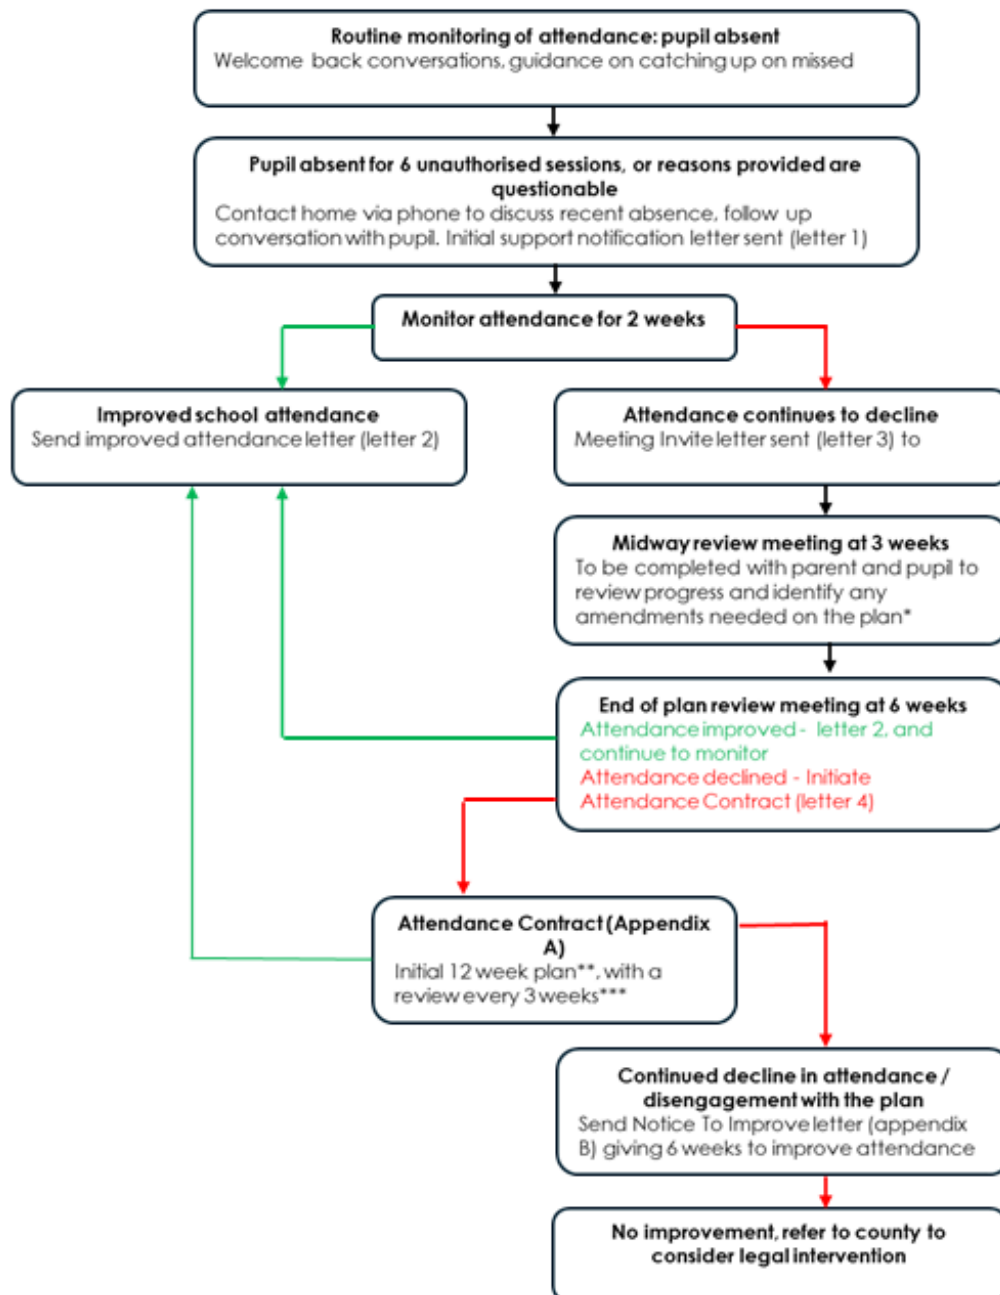 Routine monitoring of attendance: pupil absent
Welcome back conversations, guidance on catching up on missed
Pupil absent for 6 unauthorised sessions, or reasons provided are
questionable
Contact home via phone to discuss recent absence, follow up
conversation with pupil. Initial support notification letter sent (letter 1)
Monitor attendance for 2 weeks
Improved school attendance
Send improved attendance letter (letter 2)
Attendance continues to decline
Meeting Invite letter sent (letter 3) to
Midway review meeting at 3 weeks
To be completed with parent and pupil to
review progress and identify any
amendments needed on the plan*
End of plan review meeting at 6 weeks
Attendance improved - letter 2, and
continue to monitor
Attendance declined - Initiate
Attendance Contract (letter 4)
Attendance Contract (Appendix
A)
Initial 12 week plan**, with a
review every 3 weeks***
Continued decline in attendance /
disengagement with the plan
Send Notice To Improve letter (appendix
B) giving 6 weeks to improve attendance
No improvement, refer to county to
consider legal intervention